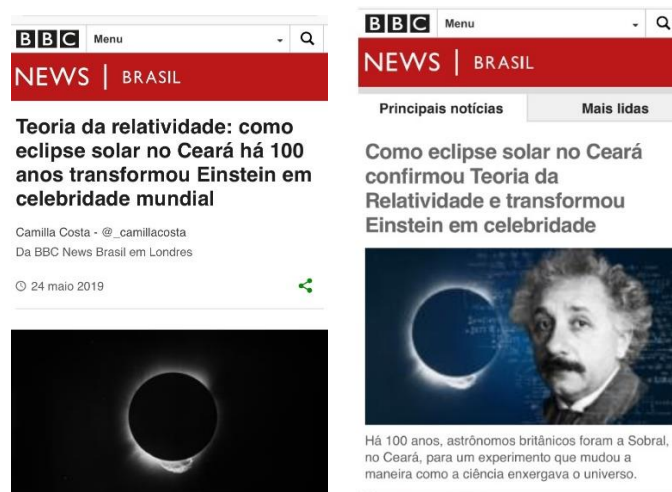 BBC Menu
NEWS | BRASIL
Teoria da relatividade: como
eclipse solar no Ceará há 100
anos transformou Einstein em
celebridade mundial
Camilla Costa - @_camillacosta
Da BBC News Brasil em Londres
24 maio 2019
BBC Menu
NEWS | BRASIL
Principais notícias Mais lidas
Como eclipse solar no Ceará
confirmou Teoria da
Relatividade e transformou
Einstein em celebridade
Há 100 anos, astrônomos britânicos foram a Sobral,
no Ceará, para um experimento que mudou a
maneira como a ciência enxergava o universo.